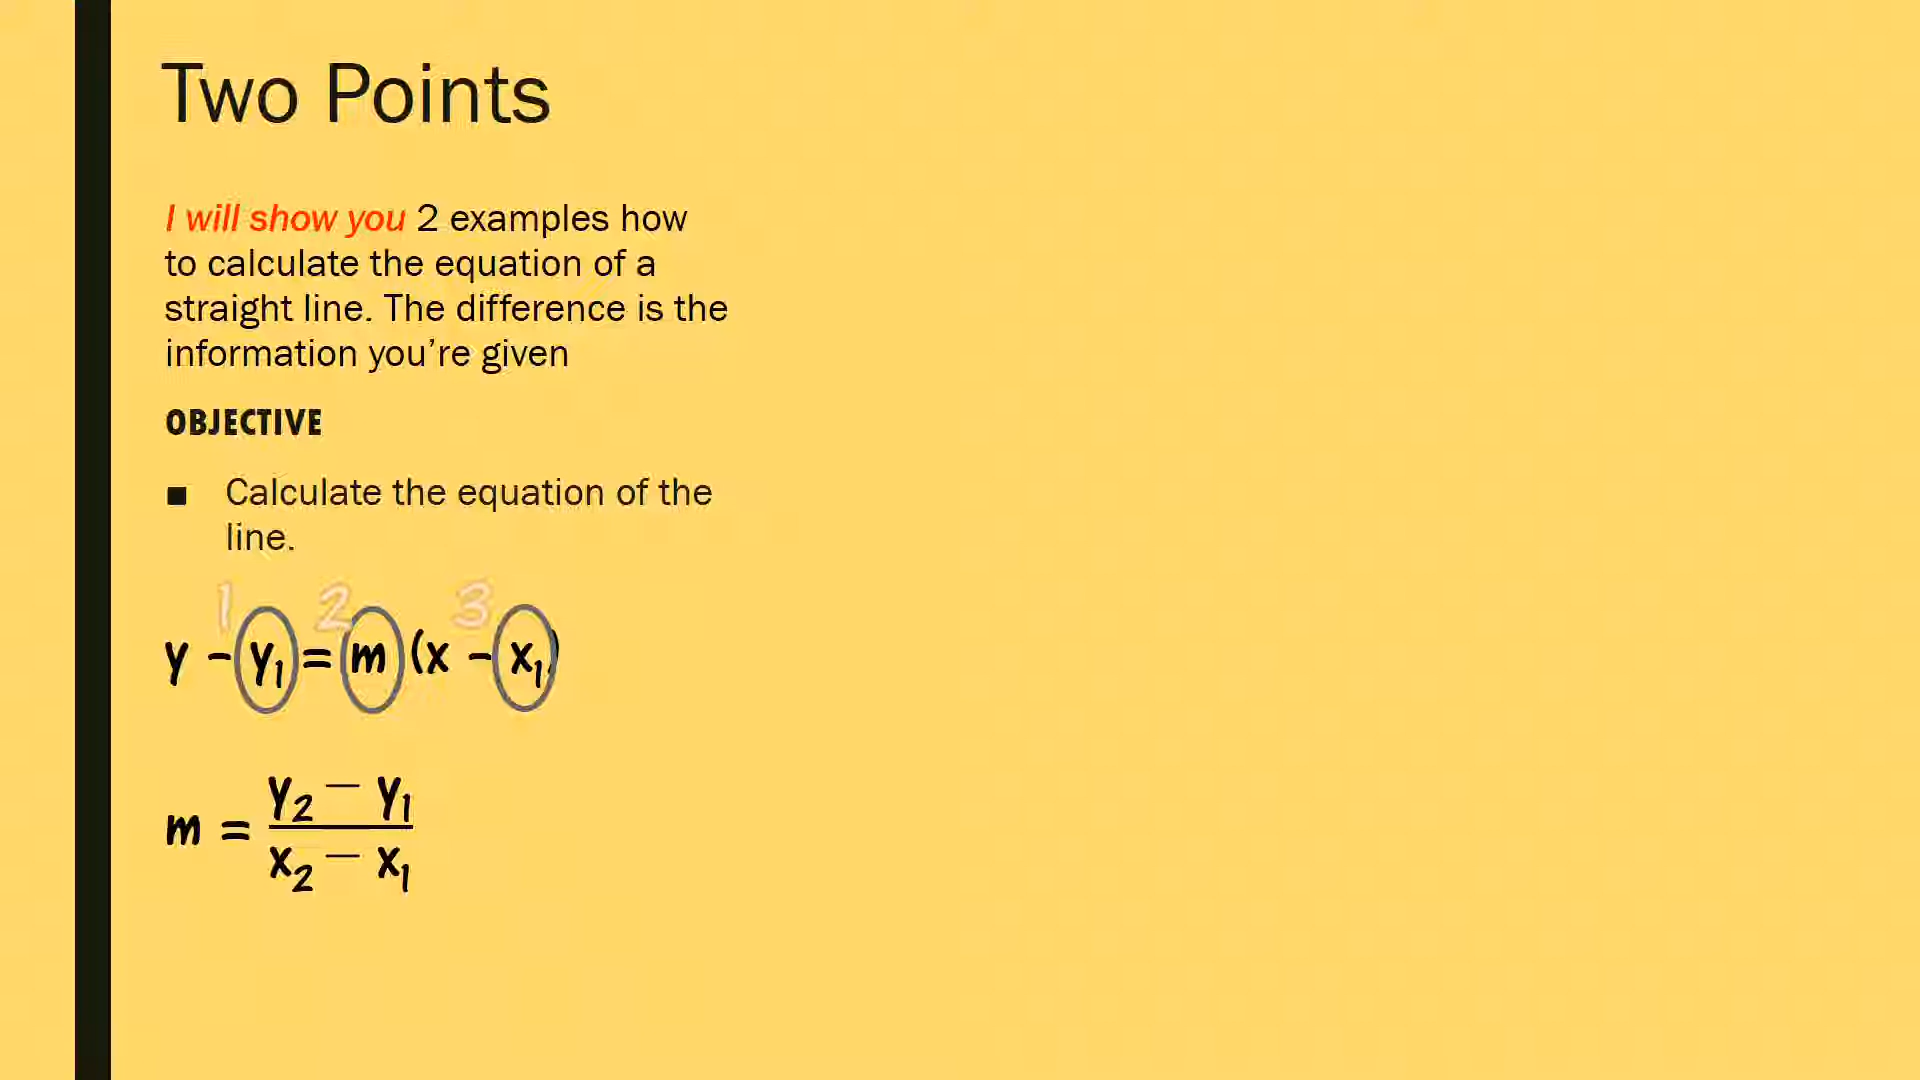 Two Points
I will show you 2 examples how
to calculate the equation of a
straight line. The difference is the
information you’re given
OBJECTIVE
■ Calculate the equation of the
line.
1 2 3
y - y₁ = m (x - x₁)
m = (y₂ − y₁) / (x₂ − x₁)